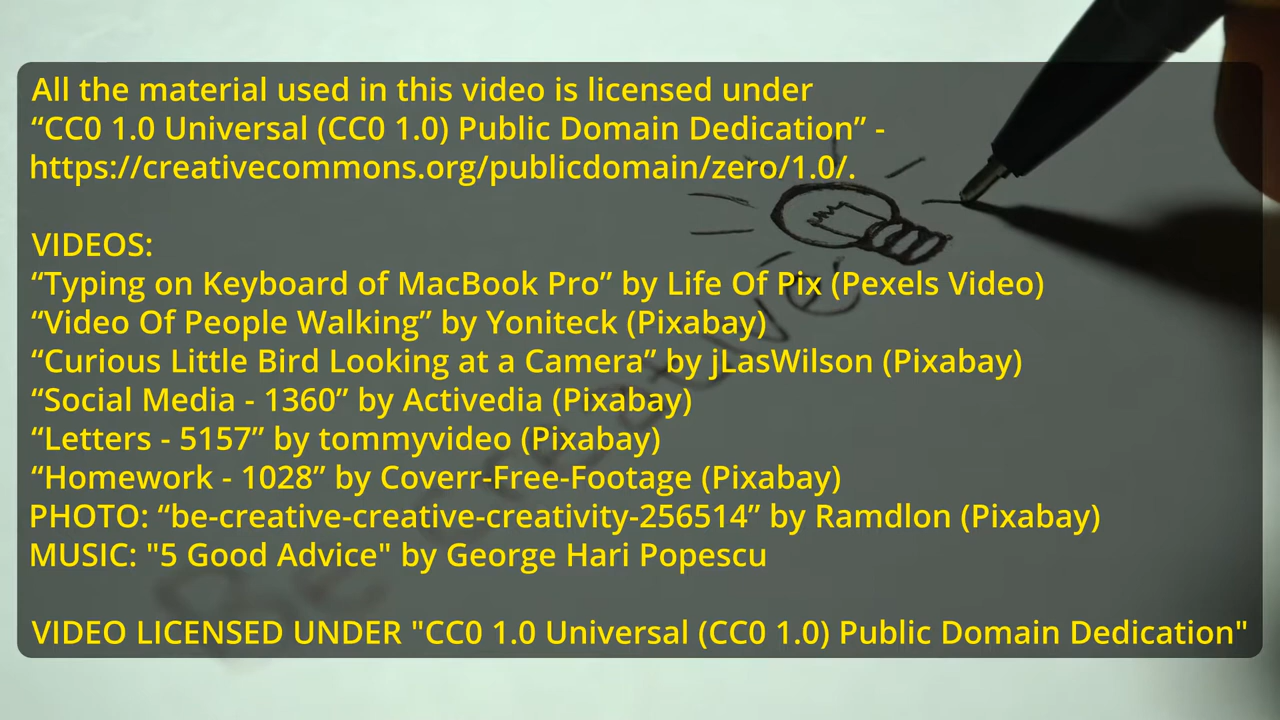 All the material used in this video is licensed under
“CC0 1.0 Universal (CC0 1.0) Public Domain Dedication” -
https://creativecommons.org/publicdomain/zero/1.0/.
VIDEOS:
“Typing on Keyboard of MacBook Pro” by Life Of Pix (Pexels Video)
“Video Of People Walking” by Yoniteck (Pixabay)
“Curious Little Bird Looking at a Camera” by jLasWilson (Pixabay)
“Social Media - 1360” by Activedia (Pixabay)
“Letters - 5157” by tommyvideo (Pixabay)
“Homework - 1028” by Coverr-Free-Footage (Pixabay)
PHOTO: “be-creative-creative-creativity-256514” by Ramdlon (Pixabay)
MUSIC: "5 Good Advice" by George Hari Popescu
VIDEO LICENSED UNDER "CC0 1.0 Universal (CC0 1.0) Public Domain Dedication"
Be creative